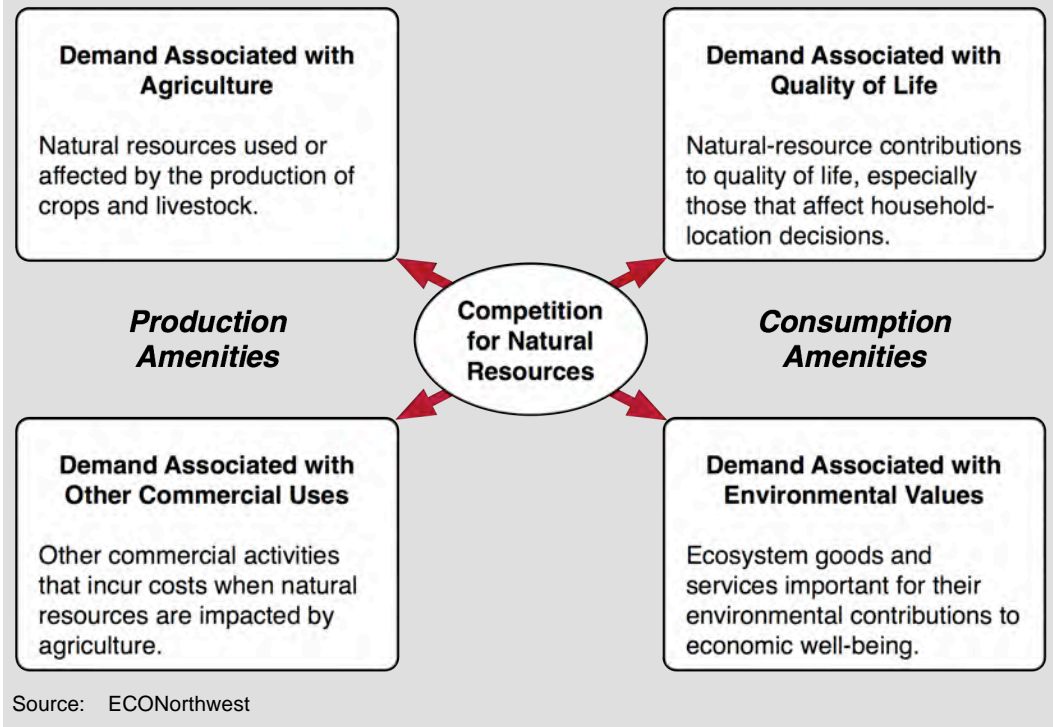 Demand Associated with
Agriculture
Natural resources used or
affected by the production of
crops and livestock.
Demand Associated with
Quality of Life
Natural-resource contributions
to quality of life, especially
those that affect household-
location decisions.
Production
Amenities
Competition
for Natural
Resources
Consumption
Amenities
Demand Associated with
Other Commercial Uses
Other commercial activities
that incur costs when natural
resources are impacted by
agriculture.
Demand Associated with
Environmental Values
Ecosystem goods and
services important for their
environmental contributions to
economic well-being.
Source: ECONorthwest